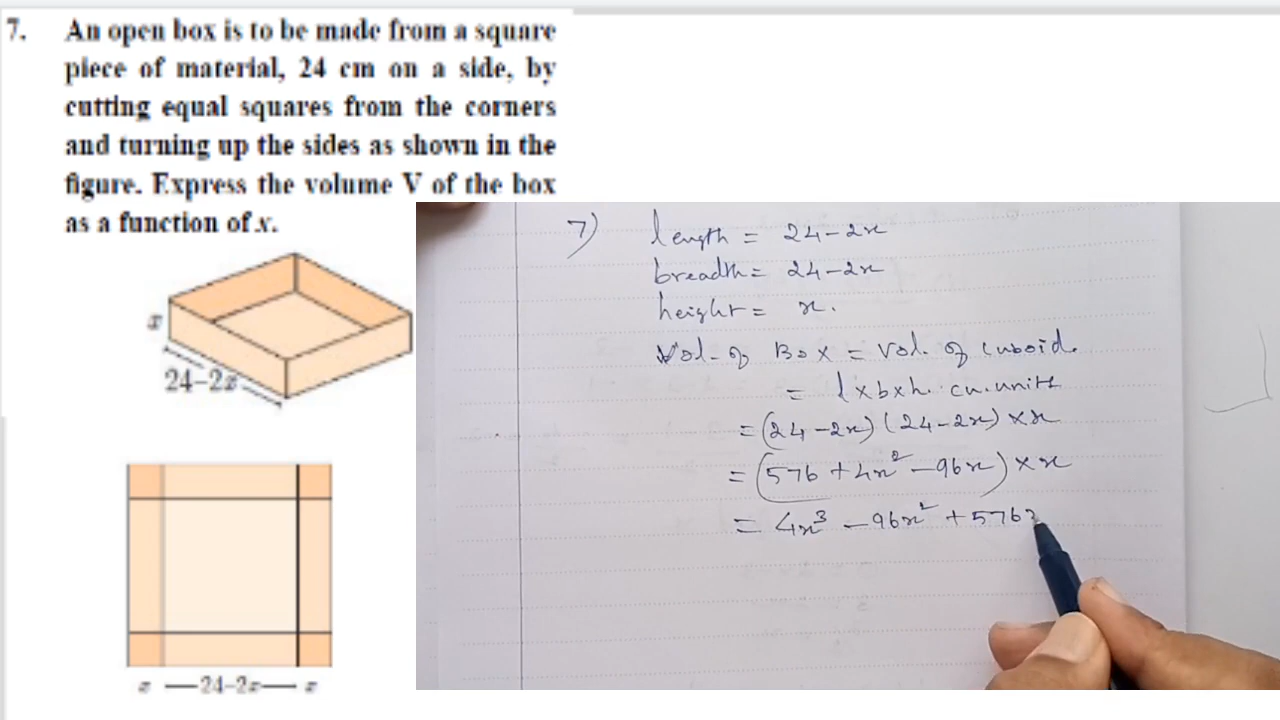 7. An open box is to be made from a square
piece of material, 24 cm on a side, by
cutting equal squares from the corners
and turning up the sides as shown in the
figure. Express the volume V of the box
as a function of x.
x
24–2x
x —24–2x— x
7) length = 24-2x
breadth = 24-2x
height = x.
Vol. of Box = Vol. of cuboid.
= l x b x h. cu. units
= (24-2x) (24-2x) × x
= (576 + 4x² - 96x) × x
= 4x³ - 96x² + 576x